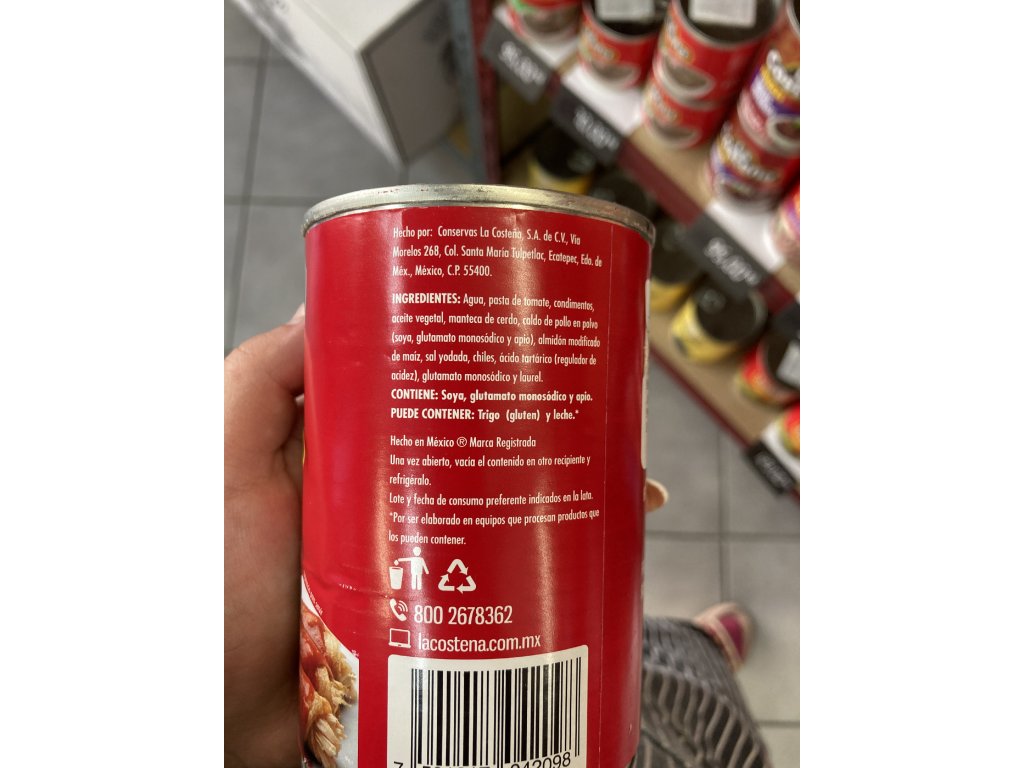 Hecho por: Conservas La Costeña, S.A. de C.V., Vía
Morelos 268, Col. Santa María Tulpetlac, Ecatepec, Edo. de
Méx., México, C.P. 55400.
INGREDIENTES: Agua, pasta de tomate, condimentos,
aceite vegetal, manteca de cerdo, caldo de pollo en polvo
(soya, glutamato monosódico y apio), almidón modificado
de maíz, sal yodada, chiles, ácido tartárico (regulador de
acidez), glutamato monosódico y laurel.
CONTIENE: Soya, glutamato monosódico y apio.
PUEDE CONTENER: Trigo (gluten) y leche.*
Hecho en México ® Marca Registrada
Una vez abierto, vacía el contenido en otro recipiente y
refrigéralo.
Lote y fecha de consumo preferente indicados en la lata.
*Por ser elaborado en equipos que procesan productos que
los pueden contener.
800 2678362
lacostena.com.mx